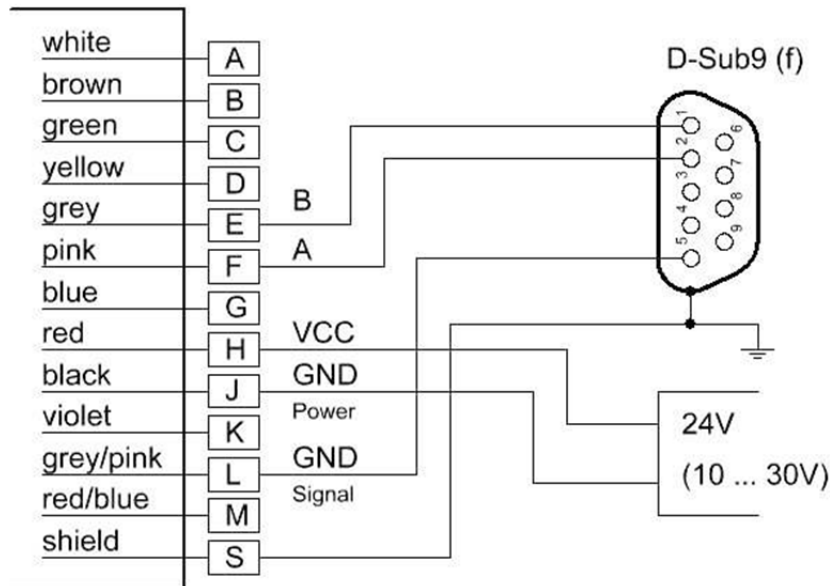 white A
brown B
green C
yellow D
grey E B
pink F A
blue G
red H VCC
black J GND
Power
violet K
grey/pink L GND
Signal
red/blue M
shield S
D-Sub9 (f)
1
2
3
4
5
6
7
8
9
24V
(10 ... 30V)